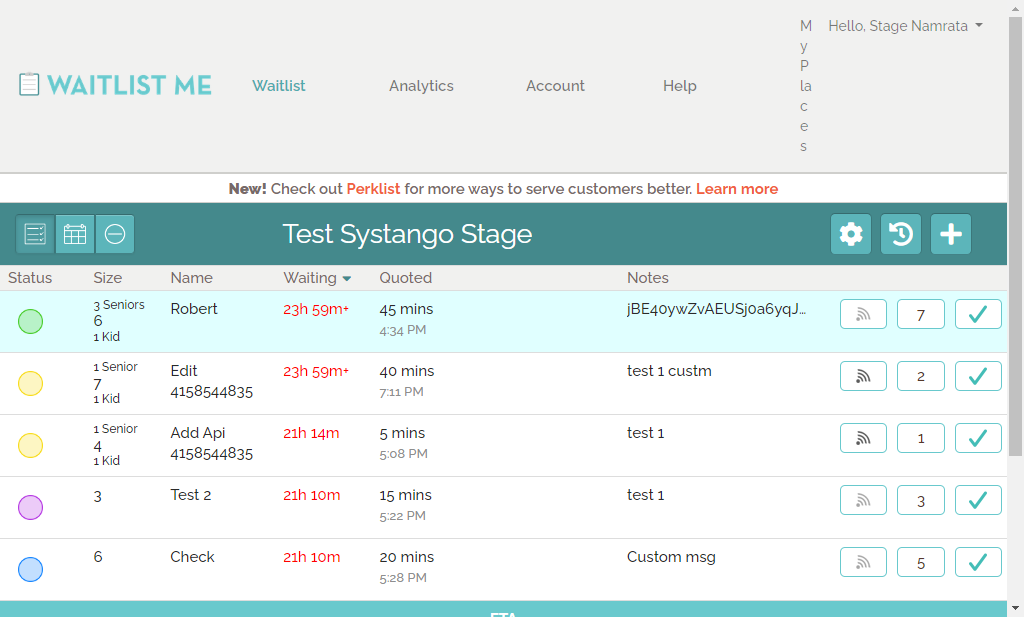 My Places
Hello, Stage Namrata
WAITLIST ME
Waitlist
Analytics
Account
Help
New! Check out Perklist for more ways to serve customers better. Learn more
Test Systango Stage
Status Size Name Waiting Quoted Notes
3 Seniors
6
1 Kid
Robert
23h 59m+
45 mins
4:34 PM
jBE40ywZvAEUSj0a6yqJ...
7
1 Senior
7
1 Kid
Edit
4158544835
23h 59m+
40 mins
7:11 PM
test 1 custm
2
1 Senior
4
1 Kid
Add Api
4158544835
21h 14m
5 mins
5:08 PM
test 1
1
3
Test 2
21h 10m
15 mins
5:22 PM
test 1
3
6
Check
21h 10m
20 mins
5:28 PM
Custom msg
5